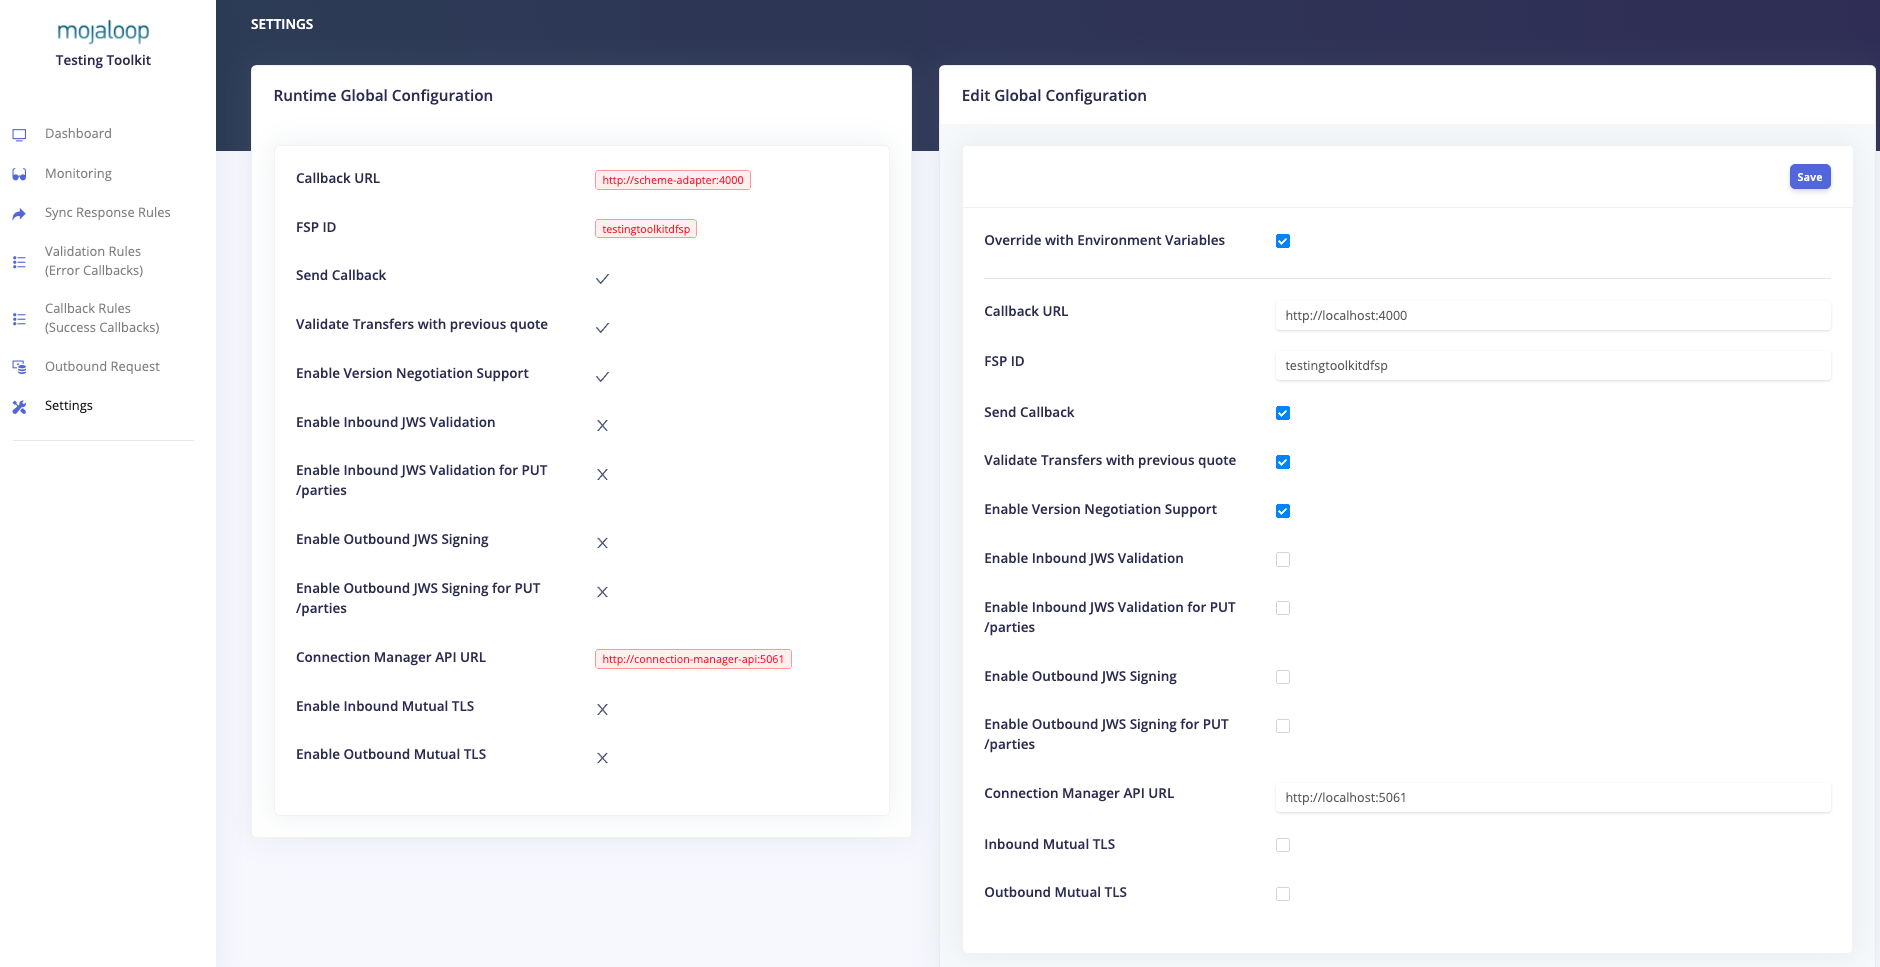 mojaloop
Testing Toolkit
Dashboard
Monitoring
Sync Response Rules
Validation Rules
(Error Callbacks)
Callback Rules
(Success Callbacks)
Outbound Request
Settings
SETTINGS
Runtime Global Configuration
Callback URL http://scheme-adapter:4000
FSP ID testingtoolkitdfsp
Send Callback
Validate Transfers with previous quote
Enable Version Negotiation Support
Enable Inbound JWS Validation
Enable Inbound JWS Validation for PUT
/parties
Enable Outbound JWS Signing
Enable Outbound JWS Signing for PUT
/parties
Connection Manager API URL http://connection-manager-api:5061
Enable Inbound Mutual TLS
Enable Outbound Mutual TLS
Edit Global Configuration
Save
Override with Environment Variables
Callback URL http://localhost:4000
FSP ID testingtoolkitdfsp
Send Callback
Validate Transfers with previous quote
Enable Version Negotiation Support
Enable Inbound JWS Validation
Enable Inbound JWS Validation for PUT
/parties
Enable Outbound JWS Signing
Enable Outbound JWS Signing for PUT
/parties
Connection Manager API URL http://localhost:5061
Inbound Mutual TLS
Outbound Mutual TLS